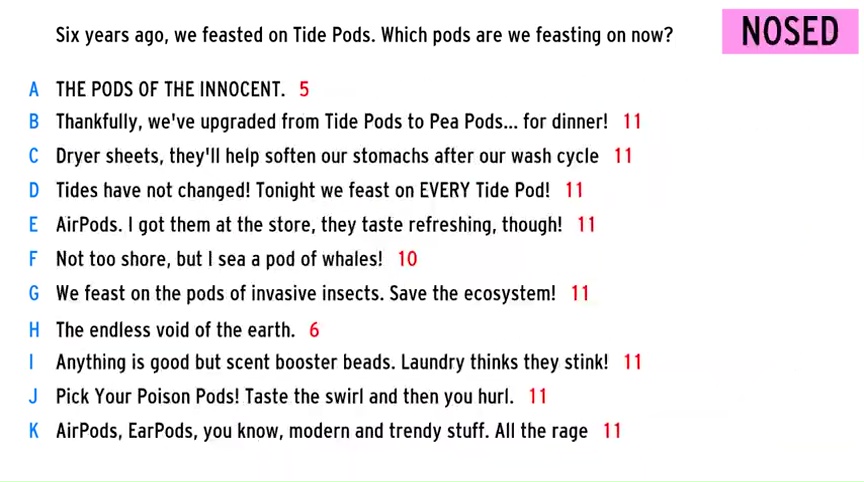 Six years ago, we feasted on Tide Pods. Which pods are we feasting on now?
NOSED
A THE PODS OF THE INNOCENT. 5
B Thankfully, we've upgraded from Tide Pods to Pea Pods... for dinner! 11
C Dryer sheets, they'll help soften our stomachs after our wash cycle 11
D Tides have not changed! Tonight we feast on EVERY Tide Pod! 11
E AirPods. I got them at the store, they taste refreshing, though! 11
F Not too shore, but I sea a pod of whales! 10
G We feast on the pods of invasive insects. Save the ecosystem! 11
H The endless void of the earth. 6
I Anything is good but scent booster beads. Laundry thinks they stink! 11
J Pick Your Poison Pods! Taste the swirl and then you hurl. 11
K AirPods, EarPods, you know, modern and trendy stuff. All the rage 11